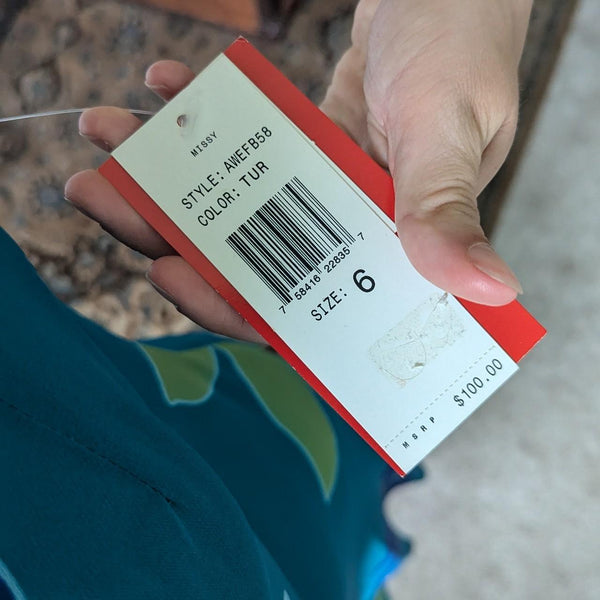 MISSY
STYLE: AWEFB58
COLOR: TUR
7 58416 22835 7
SIZE: 6
MSRP $100.00